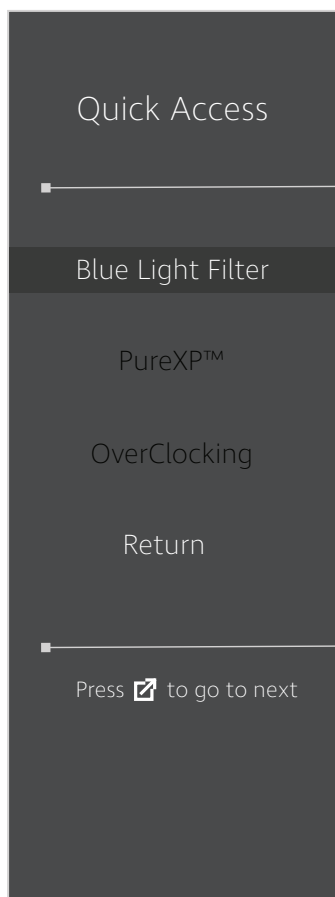 Quick Access
Blue Light Filter
PureXP™
OverClocking
Return
Press to go to next